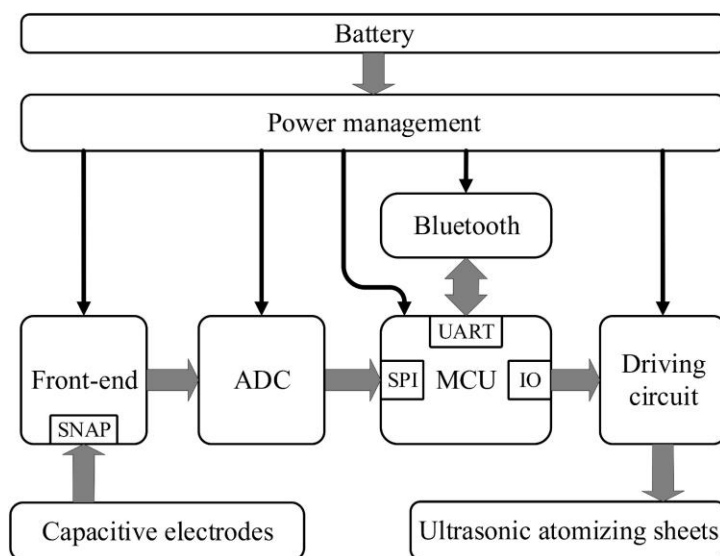 Battery
Power management
Bluetooth
UART
Front-end
ADC
SPI
MCU
IO
Driving
circuit
SNAP
Capacitive electrodes
Ultrasonic atomizing sheets